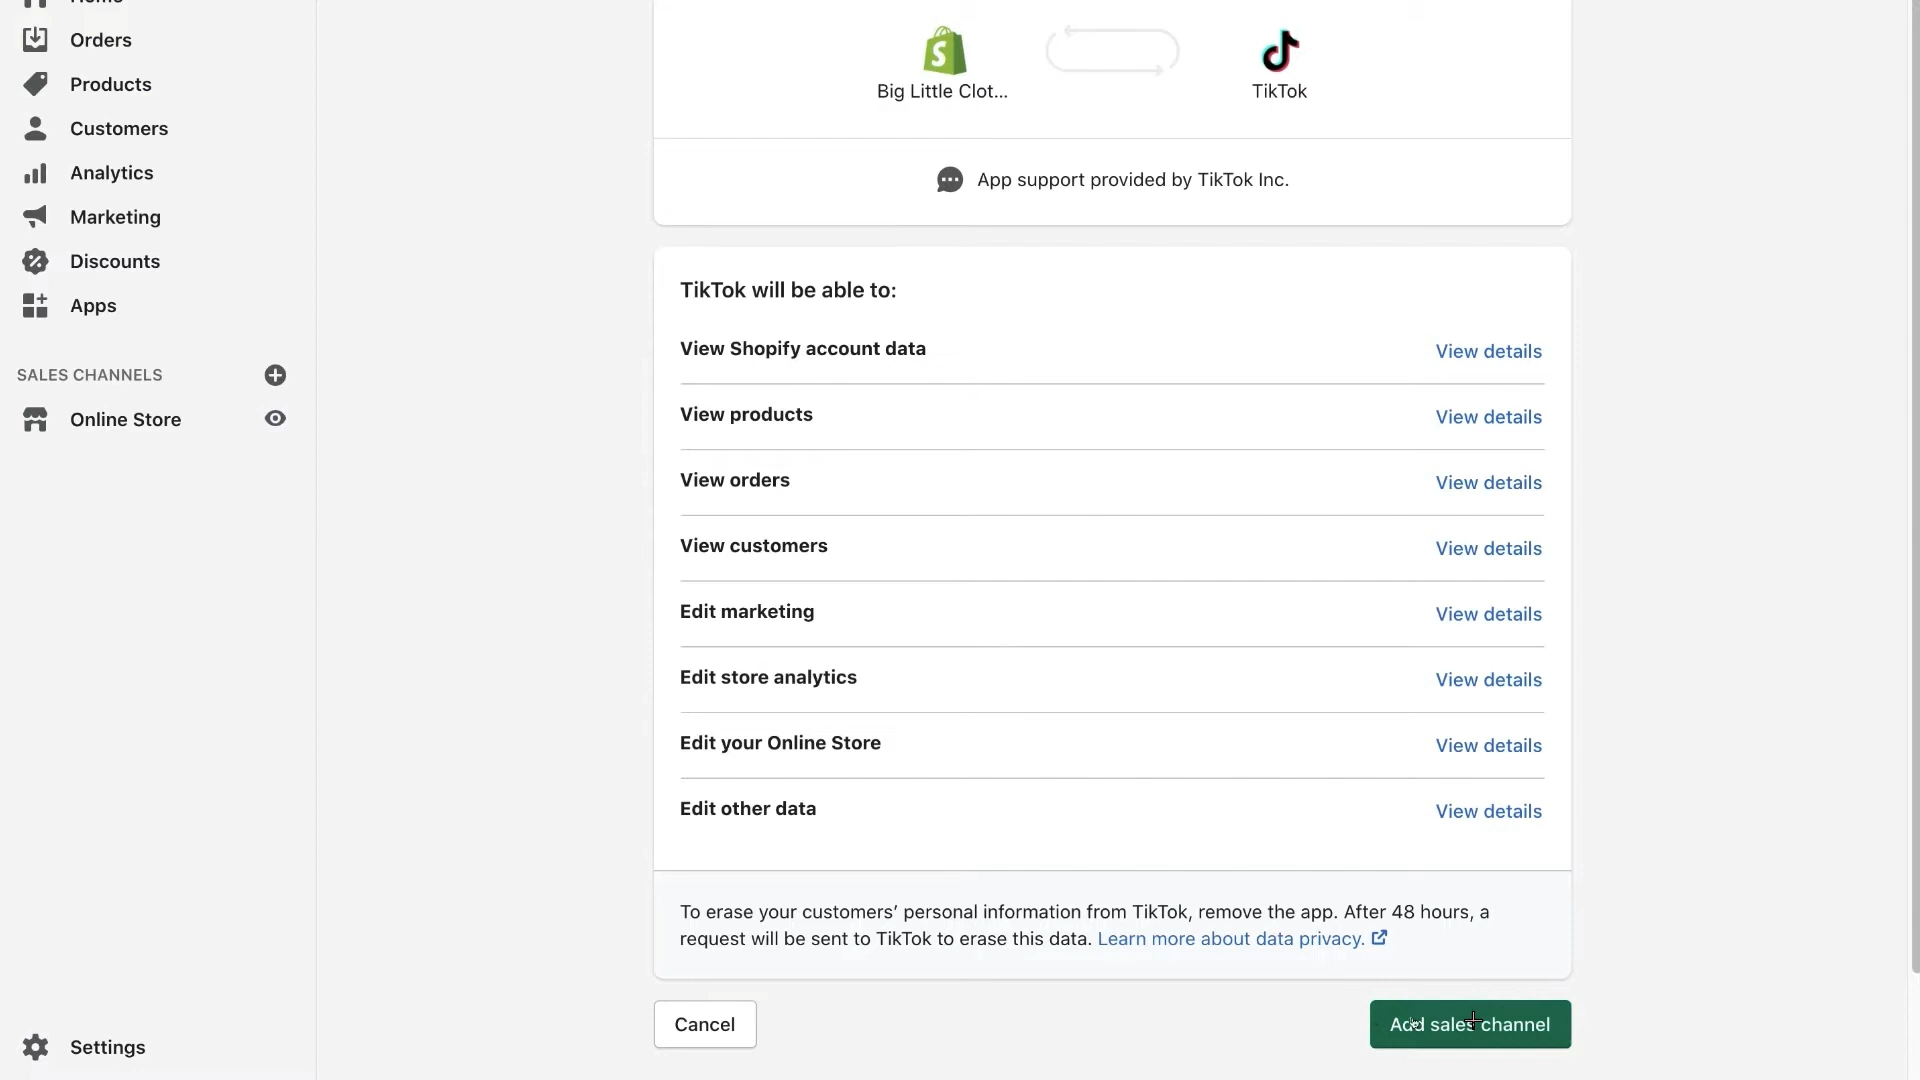 Home
Orders
Products
Customers
Analytics
Marketing
Discounts
Apps
SALES CHANNELS
Online Store
Settings
Big Little Clot...
TikTok
App support provided by TikTok Inc.
TikTok will be able to:
View Shopify account data View details
View products View details
View orders View details
View customers View details
Edit marketing View details
Edit store analytics View details
Edit your Online Store View details
Edit other data View details
To erase your customers’ personal information from TikTok, remove the app. After 48 hours, a
request will be sent to TikTok to erase this data. Learn more about data privacy.
Cancel
Add sales channel